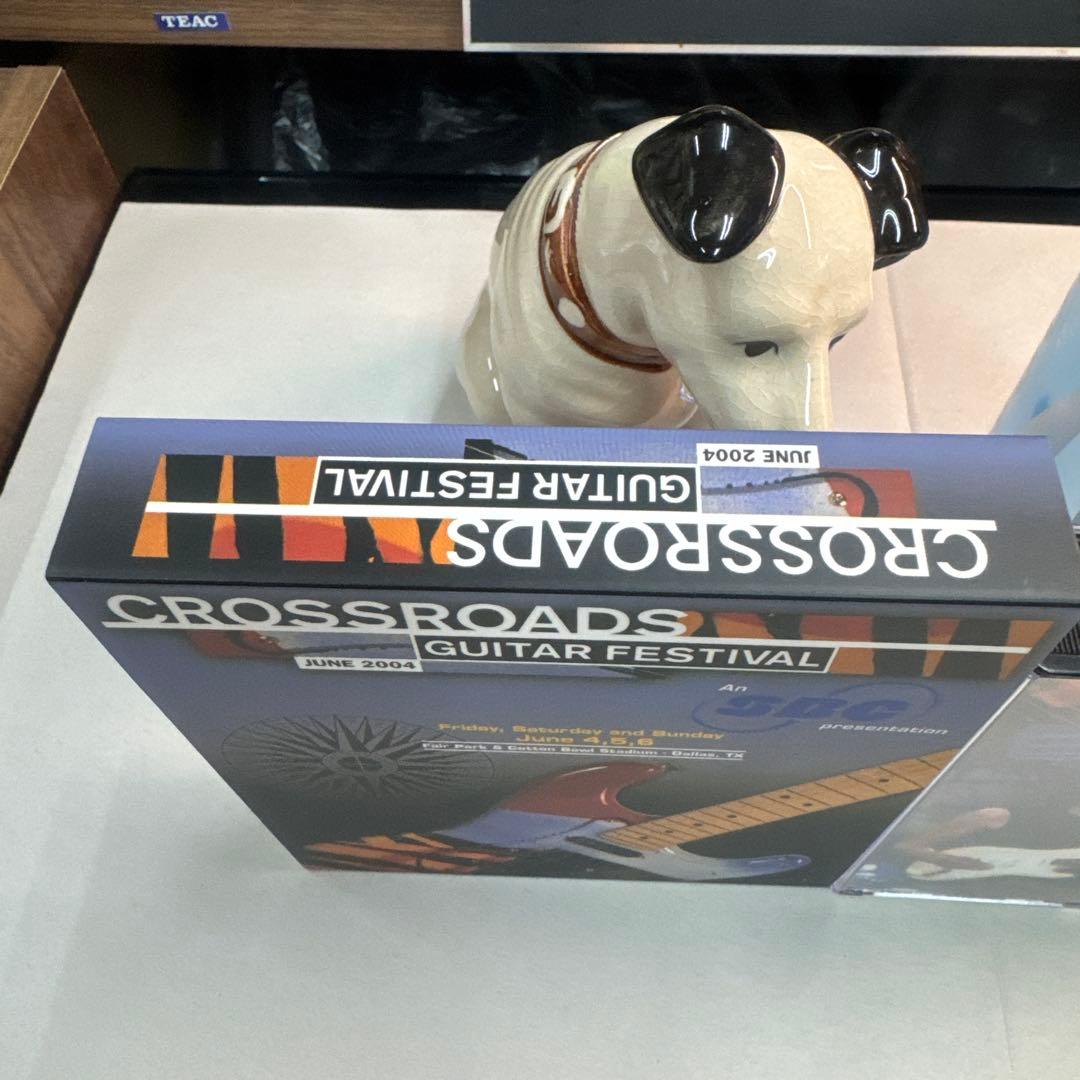 TEAC
JUNE 2004
GUITAR FESTIVAL
CROSSROADS
CROSSROADS
GUITAR FESTIVAL
JUNE 2004
An
SBC
presentation
Friday, Saturday and Sunday
June 4,5,6
Fair Park & Cotton Bowl Stadium - Dallas, TX